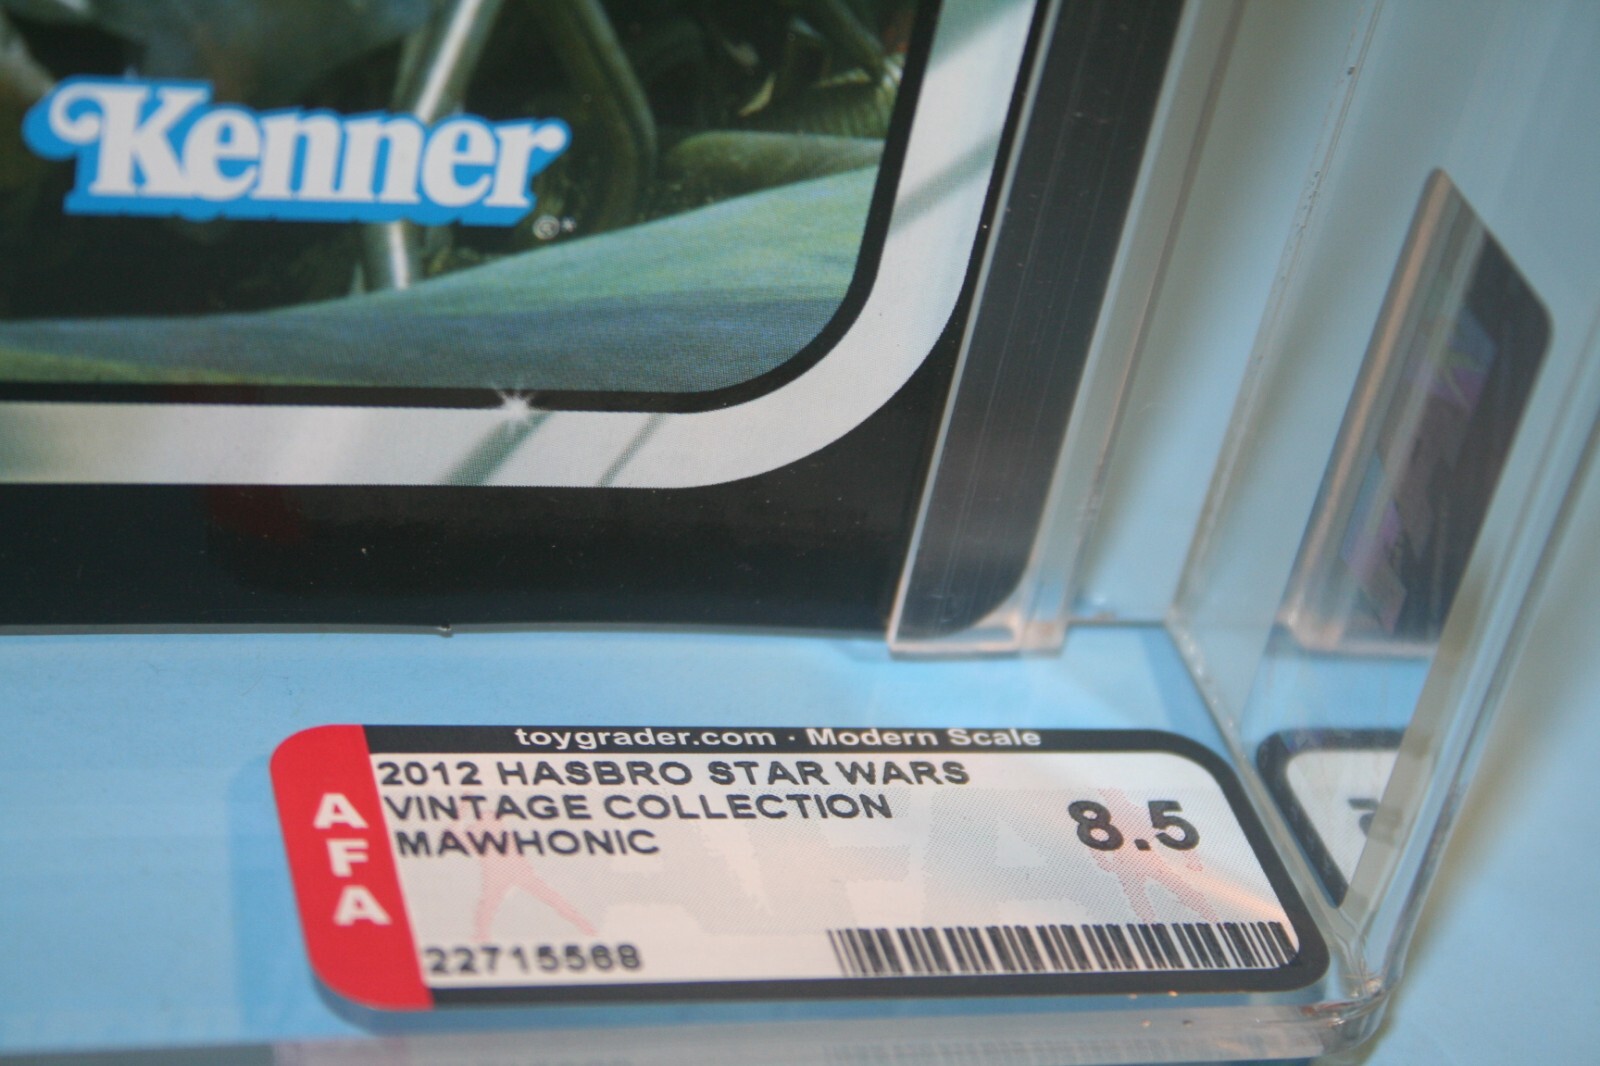 Kenner
®
toygrader.com · Modern Scale
AFA
2012 HASBRO STAR WARS
VINTAGE COLLECTION
MAWHONIC
8.5
22715568